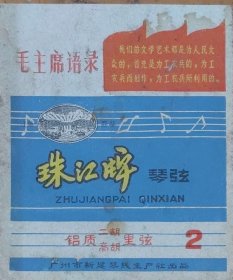 毛主席语录
我们的文学艺术都是为人民大
众的，首先是为工农兵的，为工
农兵而创作，为工农兵所利用的。
珠江牌 琴弦
ZHUJIANGPAI QINXIAN
铝质 二胡 高胡 里弦 2
广州市新建琴线生产社出品